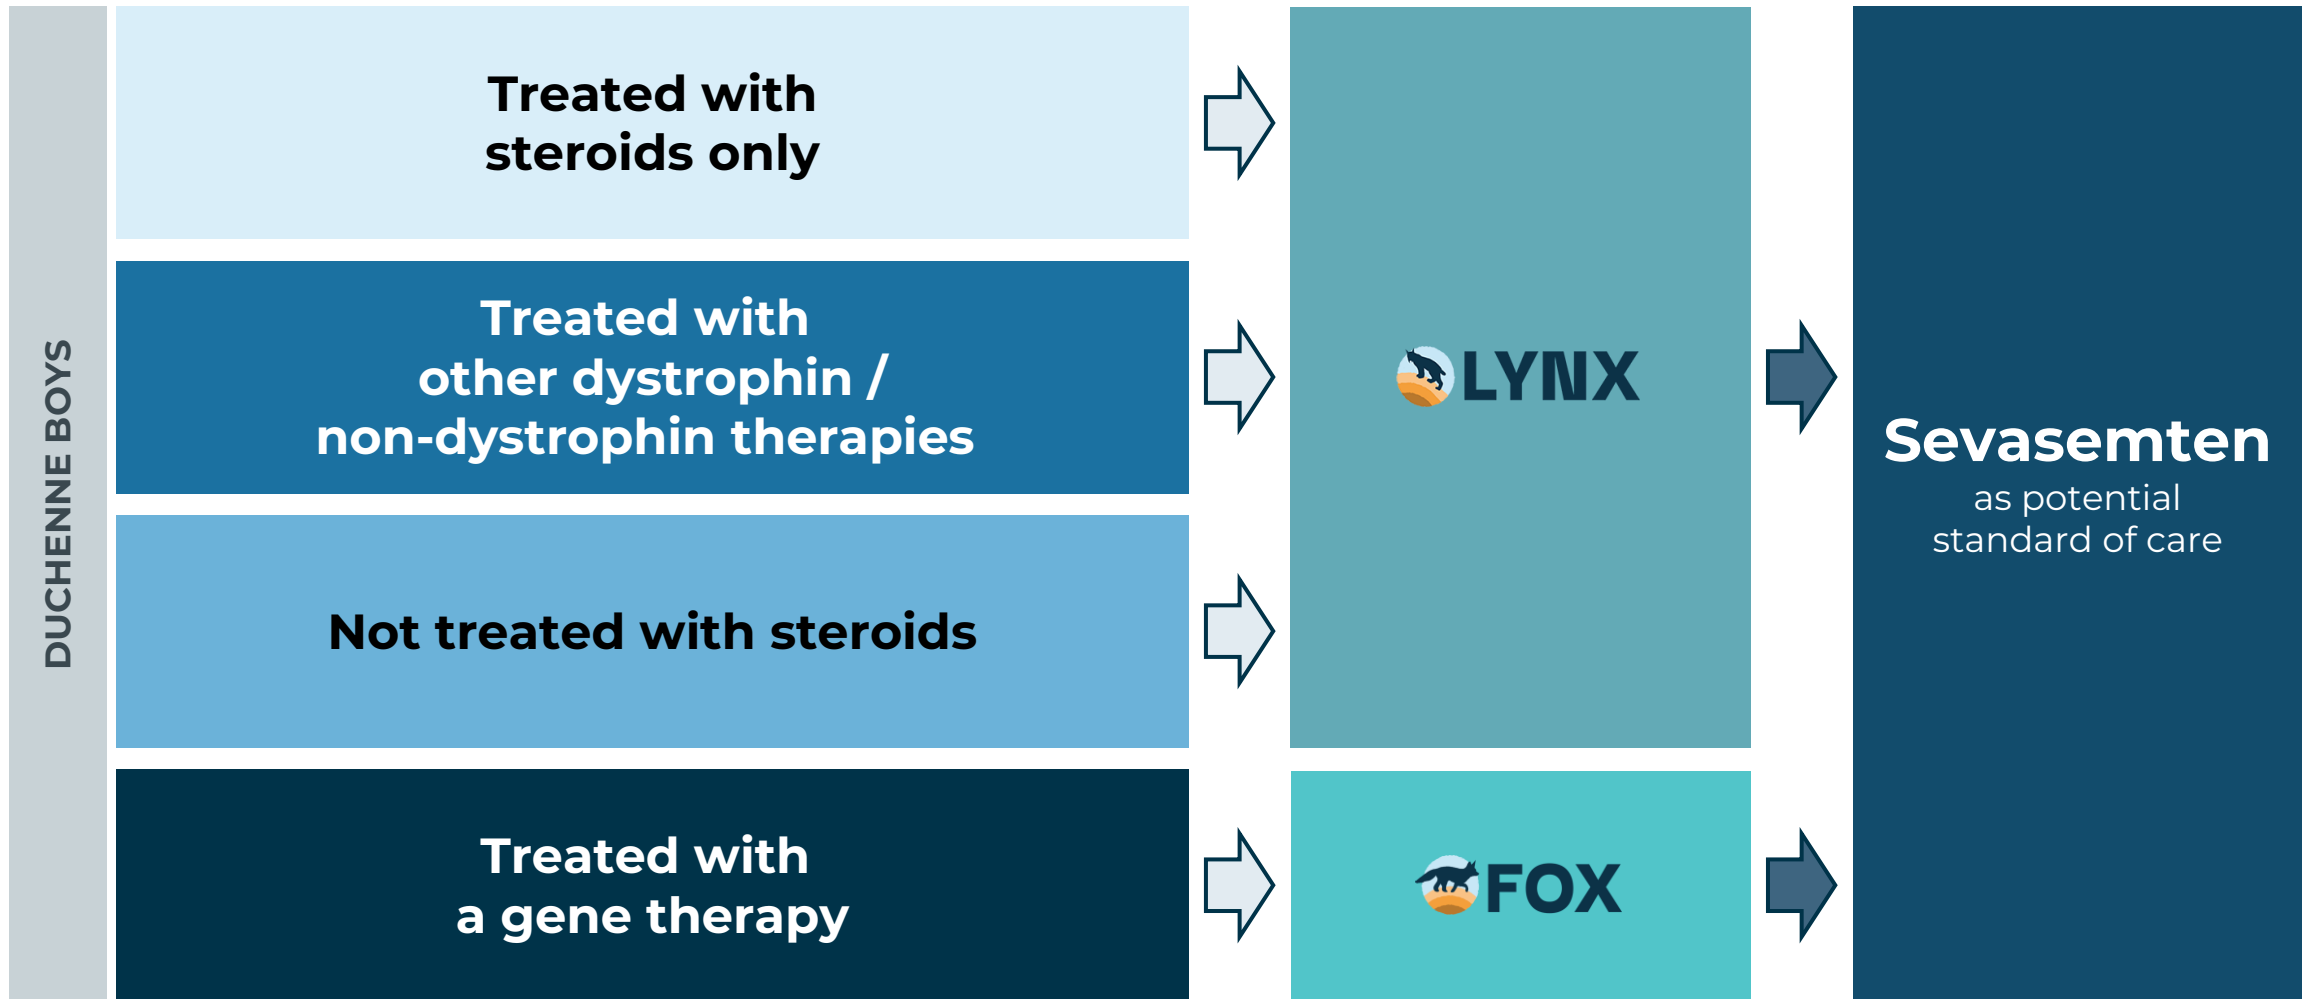 DUCHENNE BOYS
Treated with
steroids only
Treated with
other dystrophin /
non-dystrophin therapies
Not treated with steroids
Treated with
a gene therapy
LYNX
FOX
Sevasemten
as potential
standard of care